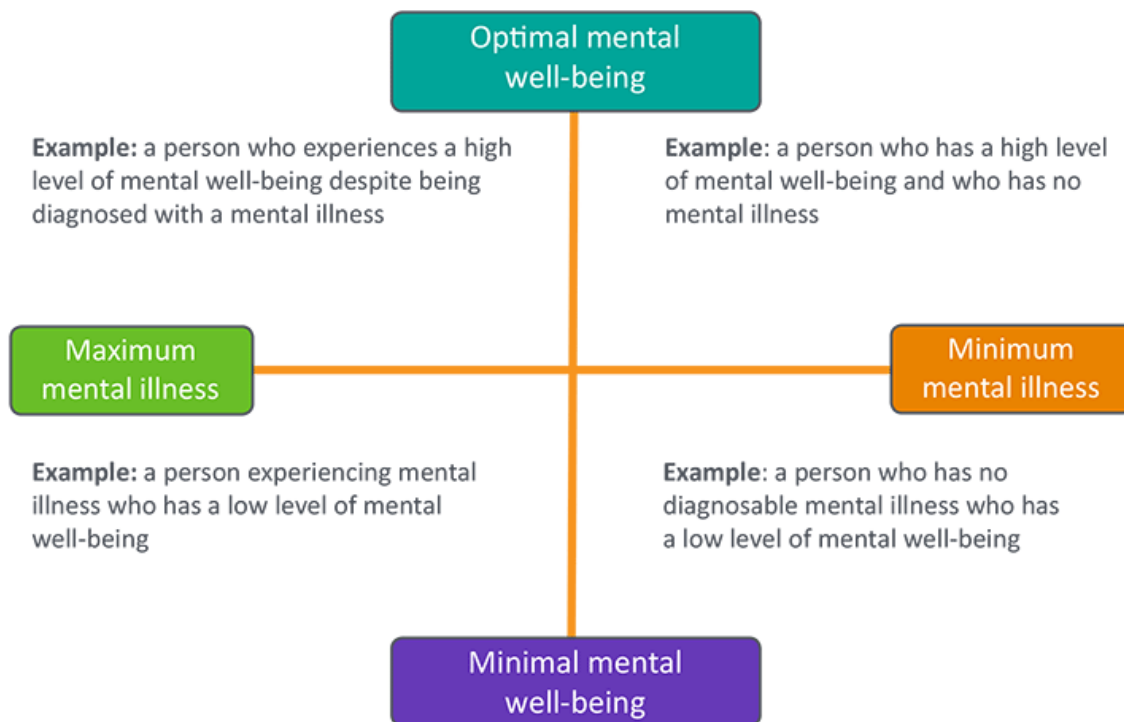 Optimal mental
well-being
Example: a person who experiences a high
level of mental well-being despite being
diagnosed with a mental illness
Example: a person who has a high level
of mental well-being and who has no
mental illness
Maximum
mental illness
Minimum
mental illness
Example: a person experiencing mental
illness who has a low level of mental
well-being
Example: a person who has no
diagnosable mental illness who has
a low level of mental well-being
Minimal mental
well-being